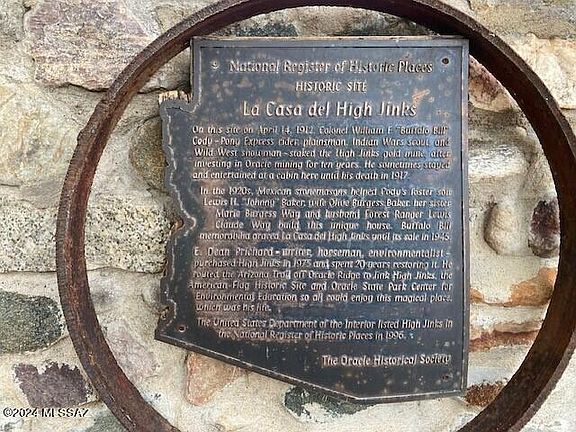 National Register of Historic Places
HISTORIC SITE
La Casa del High Jinks
On this site on April 14, 1912, Colonel William F. "Buffalo Bill"
Cody - Pony Express rider, plainsman, Indian Wars scout, and
Wild West showman - staked the High Jinks gold mine after
investing in Oracle mining for ten years. He sometimes stayed
and entertained at a cabin here until his death in 1917.
In the 1920s, Mexican stonemasons helped Cody's foster son
Lewis H. "Johnny" Baker, with Olive Burgess Baker, her sister
Marie Burgess Way and husband Forest Ranger Lewis
Claude Way build this unique house. Buffalo Bill
memorabilia graced La Casa del High Jinks until its sale in 1945.
E. Dean Prichard - writer, horseman, environmentalist -
purchased High Jinks in 1975 and spent 20 years restoring it. He
routed the Arizona Trail on Oracle Ridge to link High Jinks, the
American Flag Historic Site and Oracle State Park Center for
Environmental Education so all could enjoy this magical place,
which was his life.
The United States Department of the Interior listed High Jinks in
the National Register of Historic Places in 1996.
The Oracle Historical Society
©2024 MLSSAZ